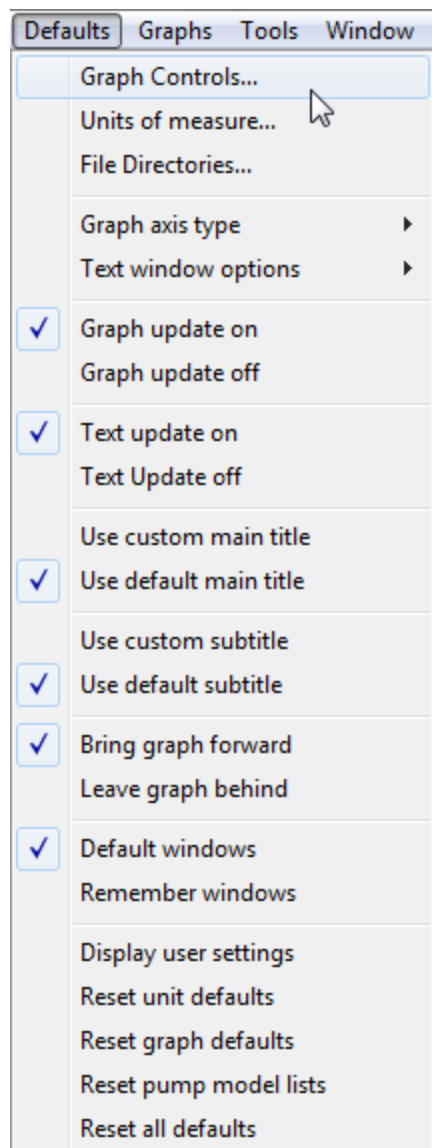 Defaults Graphs Tools Window
Graph Controls...
Units of measure...
File Directories...
Graph axis type
Text window options
Graph update on
Graph update off
Text update on
Text Update off
Use custom main title
Use default main title
Use custom subtitle
Use default subtitle
Bring graph forward
Leave graph behind
Default windows
Remember windows
Display user settings
Reset unit defaults
Reset graph defaults
Reset pump model lists
Reset all defaults